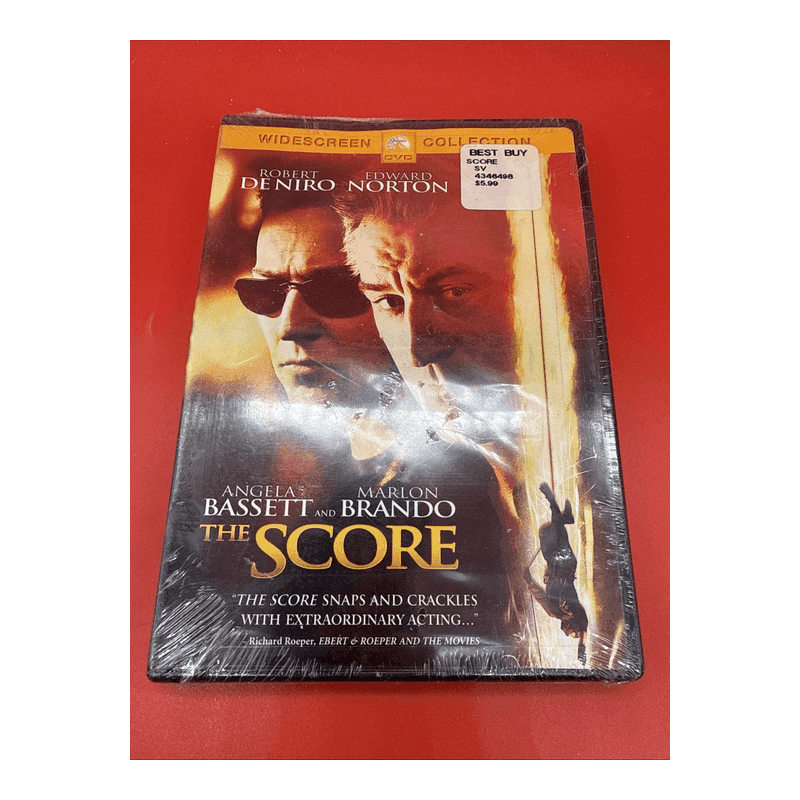 WIDESCREEN DVD COLLECTION
BEST BUY
SCORE
SV
4346498
$5.99
ROBERT EDWARD
DE NIRO NORTON
ANGELA MARLON
BASSETT AND BRANDO
THE SCORE
"THE SCORE SNAPS AND CRACKLES
WITH EXTRAORDINARY ACTING..."
- Richard Roeper, EBERT & ROEPER AND THE MOVIES